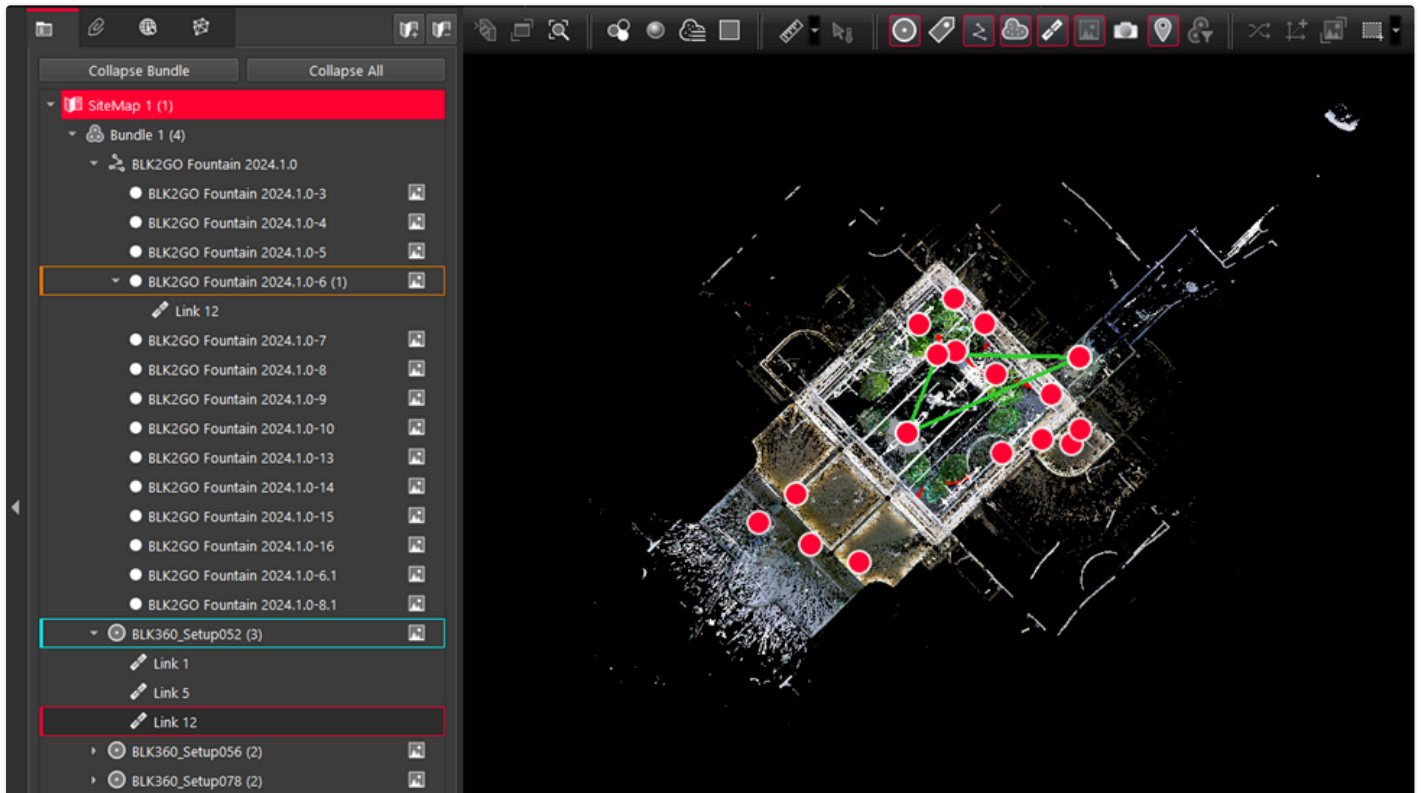 Collapse Bundle Collapse All
SiteMap 1 (1)
Bundle 1 (4)
BLK2GO Fountain 2024.1.0
BLK2GO Fountain 2024.1.0-3
BLK2GO Fountain 2024.1.0-4
BLK2GO Fountain 2024.1.0-5
BLK2GO Fountain 2024.1.0-6 (1)
Link 12
BLK2GO Fountain 2024.1.0-7
BLK2GO Fountain 2024.1.0-8
BLK2GO Fountain 2024.1.0-9
BLK2GO Fountain 2024.1.0-10
BLK2GO Fountain 2024.1.0-13
BLK2GO Fountain 2024.1.0-14
BLK2GO Fountain 2024.1.0-15
BLK2GO Fountain 2024.1.0-16
BLK2GO Fountain 2024.1.0-6.1
BLK2GO Fountain 2024.1.0-8.1
BLK360_Setup052 (3)
Link 1
Link 5
Link 12
BLK360_Setup056 (2)
BLK360_Setup078 (2)